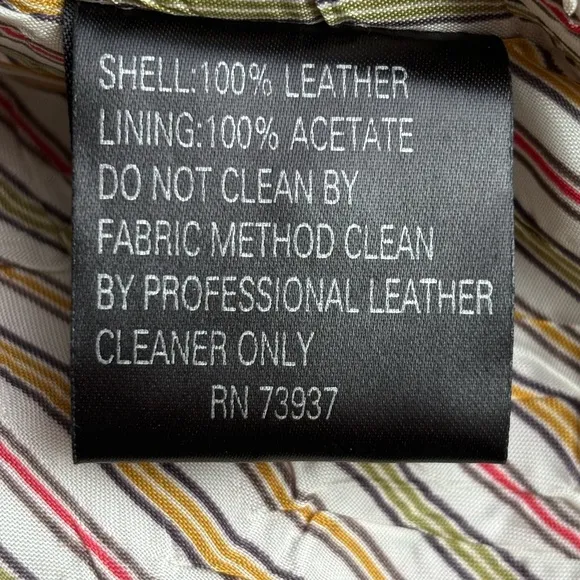 SHELL:100% LEATHER
LINING:100% ACETATE
DO NOT CLEAN BY
FABRIC METHOD CLEAN
BY PROFESSIONAL LEATHER
CLEANER ONLY
RN 73937